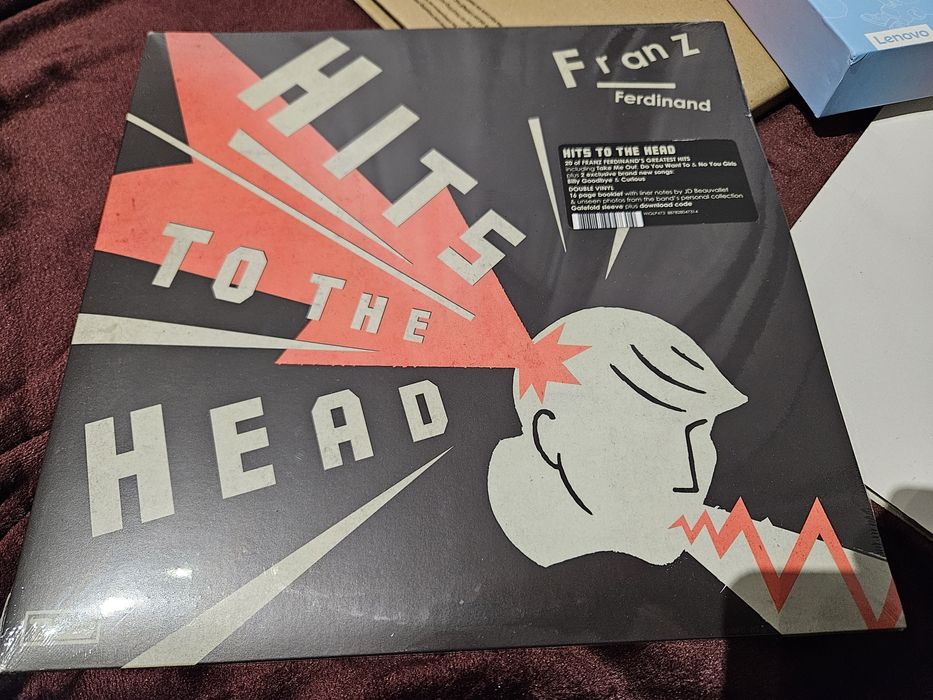 HITS
TO THE
HEAD
Franz
Ferdinand
HITS TO THE HEAD
20 of FRANZ FERDINAND'S GREATEST HITS
including Take Me Out, Do You Want To & No You Girls
plus 2 exclusive brand new songs:
Billy Goodbye & Curious
DOUBLE VINYL
16 page booklet with liner notes by JD Beauvallet
& unseen photos from the band's personal collection
Gatefold sleeve plus download code
WIGLP473 887828047314
Lenovo